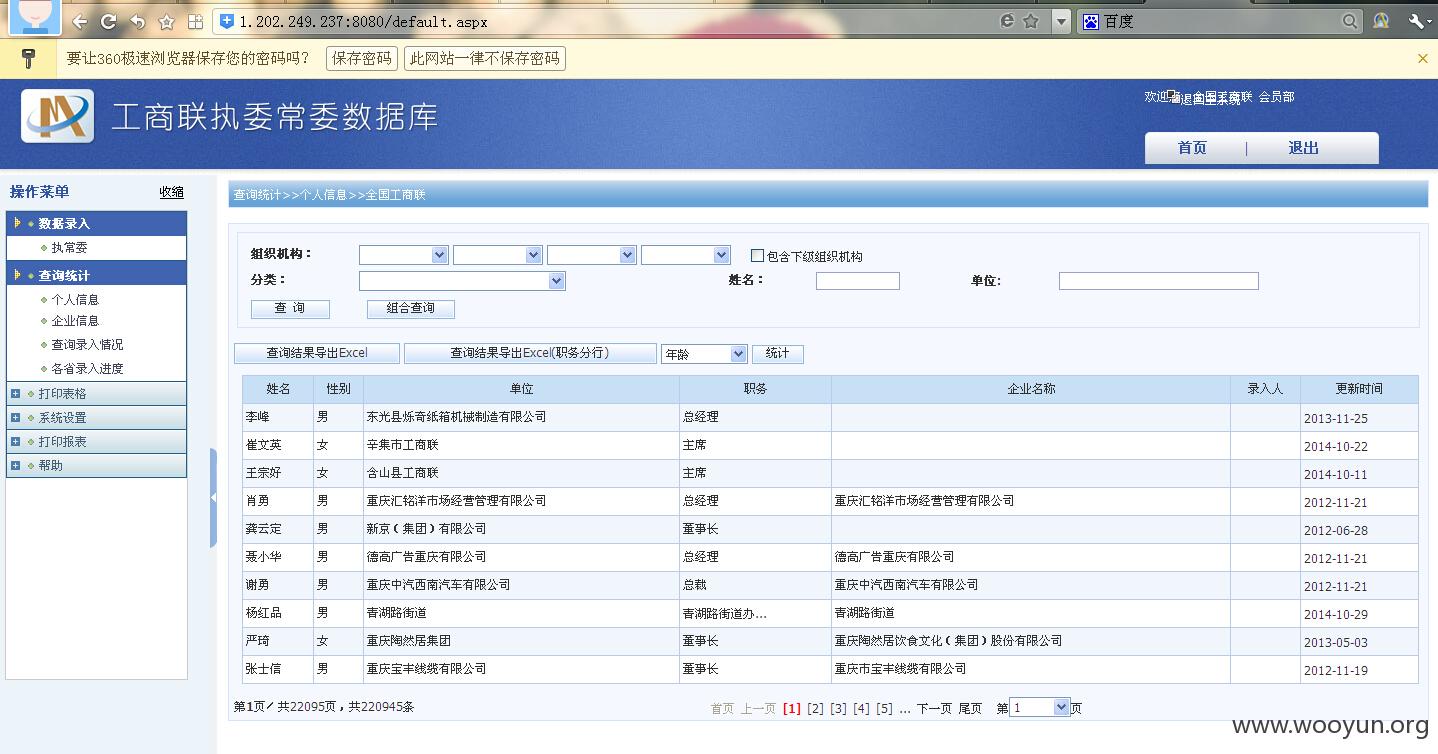 1.202.249.237:8080/default.aspx
百度
要让360极速浏览器保存您的密码吗？ 保存密码 此网站一律不保存密码
工商联执委常委数据库
欢迎 全国工商联 会员部
首页 | 退出
操作菜单 收缩
数据录入
执常委
查询统计
个人信息
企业信息
查询录入情况
各省录入进度
打印表格
系统设置
打印报表
帮助
查询统计>>个人信息>>全国工商联
组织机构： 包含下级组织机构
分类： 姓名： 单位:
查 询 组合查询
查询结果导出Excel 查询结果导出Excel(职务分行) 年龄 统计
姓名 性别 单位 职务 企业名称 录入人 更新时间
李峰 男 东光县烁奇纸箱机械制造有限公司 总经理 2013-11-25
崔文英 女 辛集市工商联 主席 2014-10-22
王宗好 女 含山县工商联 主席 2014-10-11
肖勇 男 重庆汇铭洋市场经营管理有限公司 总经理 重庆汇铭洋市场经营管理有限公司 2012-11-21
龚云定 男 新京（集团）有限公司 董事长 2012-06-28
聂小华 男 德高广告重庆有限公司 总经理 德高广告重庆有限公司 2012-11-21
谢勇 男 重庆中汽西南汽车有限公司 总裁 重庆中汽西南汽车有限公司 2012-11-21
杨红品 男 青湖路街道 青湖路街道办... 青湖路街道 2014-10-29
严琦 女 重庆陶然居集团 董事长 重庆陶然居饮食文化（集团）股份有限公司 2013-05-03
张士信 男 重庆宝丰线缆有限公司 董事长 重庆市宝丰线缆有限公司 2012-11-19
第1页/ 共22095页，共220945条 首页 上一页 [1] [2] [3] [4] [5] ... 下一页 尾页 第 1 页
www.wooyun.org